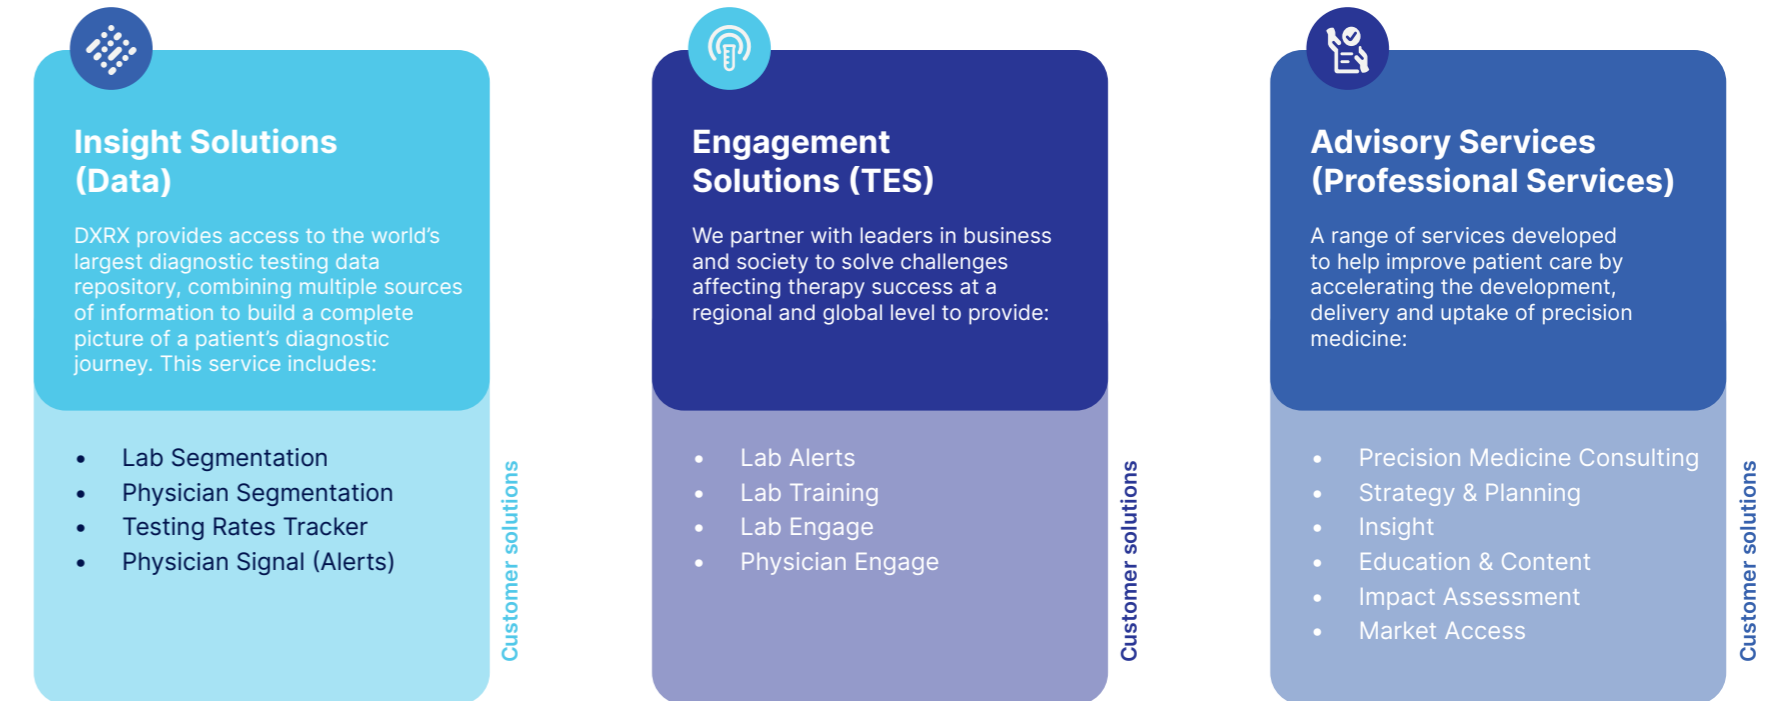 Insight Solutions
(Data)
DXRX provides access to the world’s
largest diagnostic testing data
repository, combining multiple sources
of information to build a complete
picture of a patient’s diagnostic
journey. This service includes:
• Lab Segmentation
• Physician Segmentation
• Testing Rates Tracker
• Physician Signal (Alerts)
Customer solutions
Engagement
Solutions (TES)
We partner with leaders in business
and society to solve challenges
affecting therapy success at a
regional and global level to provide:
• Lab Alerts
• Lab Training
• Lab Engage
• Physician Engage
Customer solutions
Advisory Services
(Professional Services)
A range of services developed
to help improve patient care by
accelerating the development,
delivery and uptake of precision
medicine:
• Precision Medicine Consulting
• Strategy & Planning
• Insight
• Education & Content
• Impact Assessment
• Market Access
Customer solutions